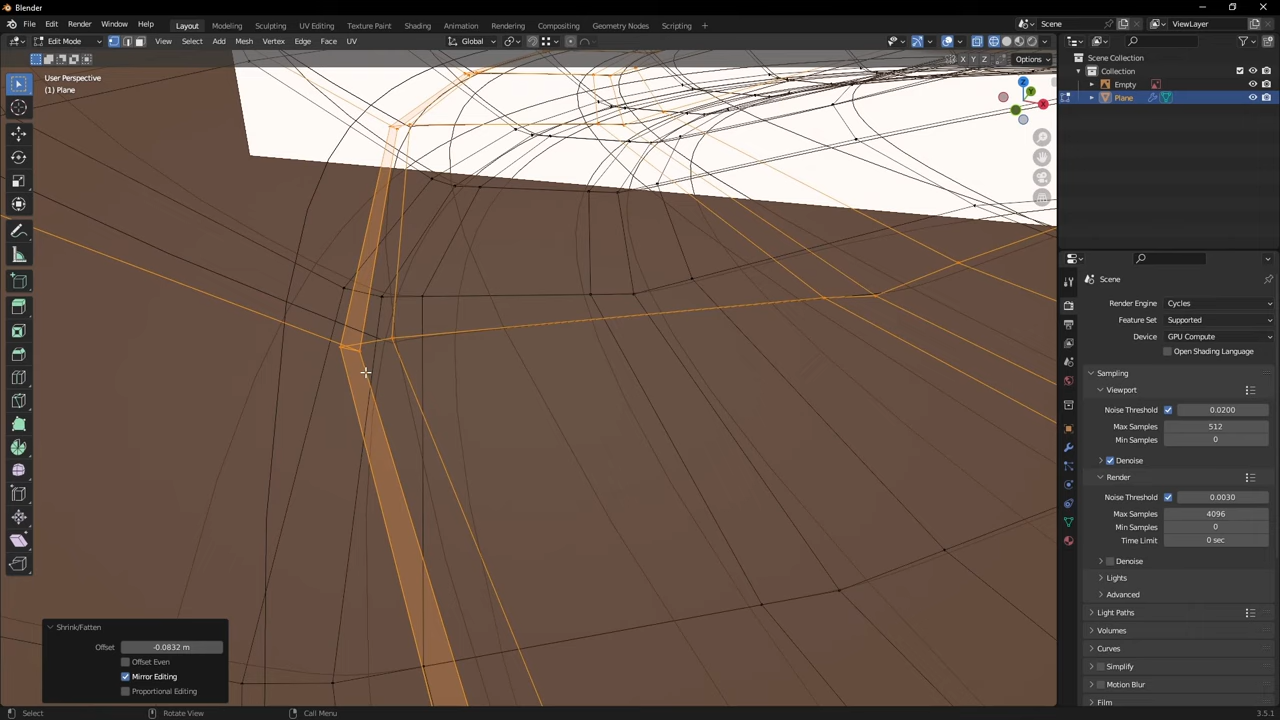 Blender
File Edit Render Window Help Layout Modeling Sculpting UV Editing Texture Paint Shading Animation Rendering Compositing Geometry Nodes Scripting + Scene ViewLayer
Edit Mode View Select Add Mesh Vertex Edge Face UV Global
X Y Z Options
User Perspective
(1) Plane
Scene Collection
Collection
Empty
Plane
Z
Y
X
Scene
Render Engine Cycles
Feature Set Supported
Device GPU Compute
Open Shading Language
Sampling
Viewport
Noise Threshold 0.0200
Max Samples 512
Min Samples 0
Denoise
Render
Noise Threshold 0.0030
Max Samples 4096
Min Samples 0
Time Limit 0 sec
Denoise
Lights
Advanced
Light Paths
Volumes
Curves
Simplify
Motion Blur
Film
Shrink/Fatten
Offset -0.0832 m
Offset Even
Mirror Editing
Proportional Editing
Select Rotate View Call Menu 3.5.1